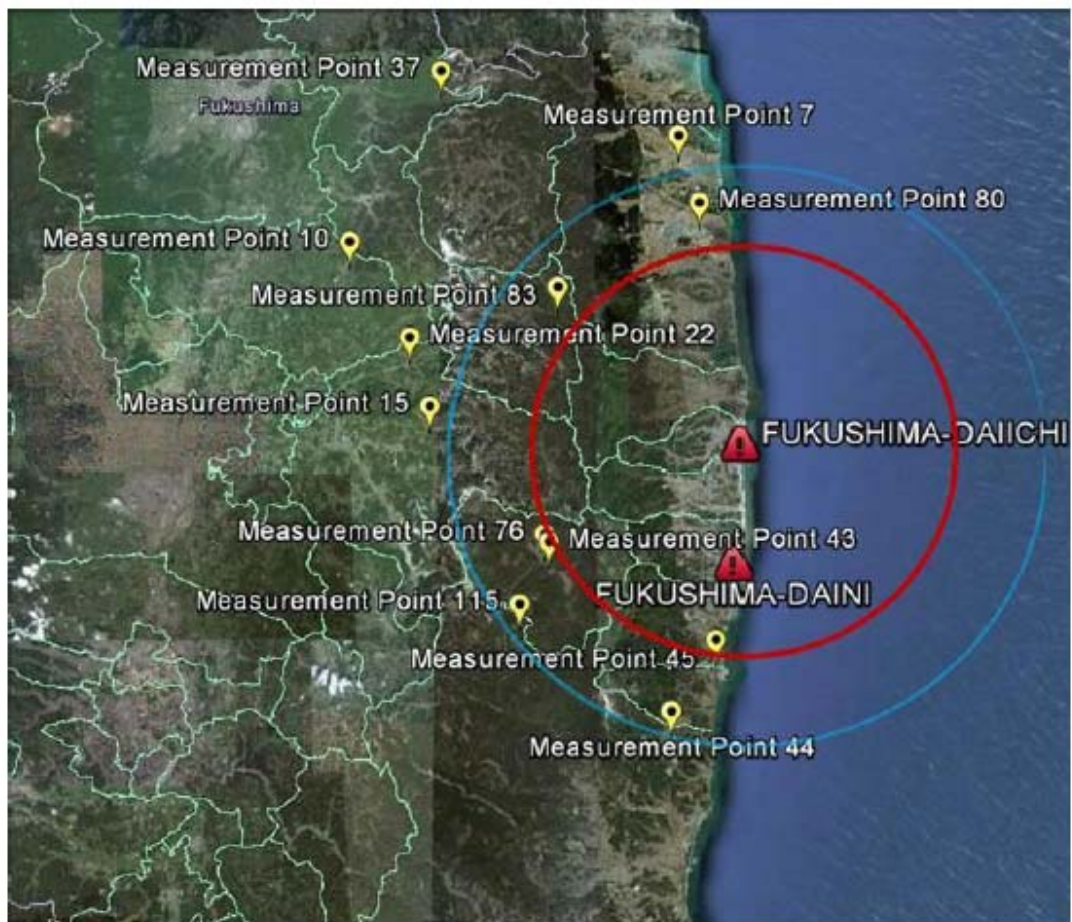 Measurement Point 37
Fukushima
Measurement Point 7
Measurement Point 80
Measurement Point 10
Measurement Point 83
Measurement Point 22
Measurement Point 15
FUKUSHIMA-DAIICHI
Measurement Point 76
Measurement Point 43
FUKUSHIMA-DAINI
Measurement Point 115
Measurement Point 45
Measurement Point 44